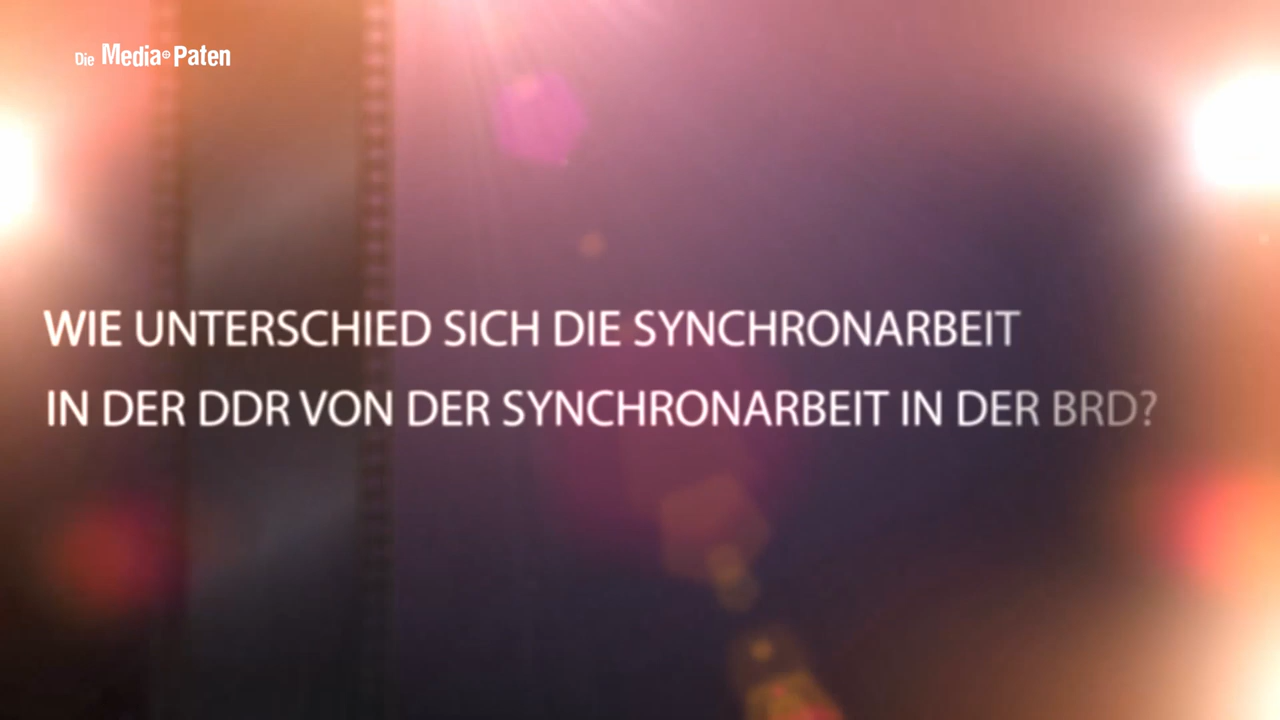 Die Media Paten
WIE UNTERSCHIED SICH DIE SYNCHRONARBEIT
IN DER DDR VON DER SYNCHRONARBEIT IN DER BRD?